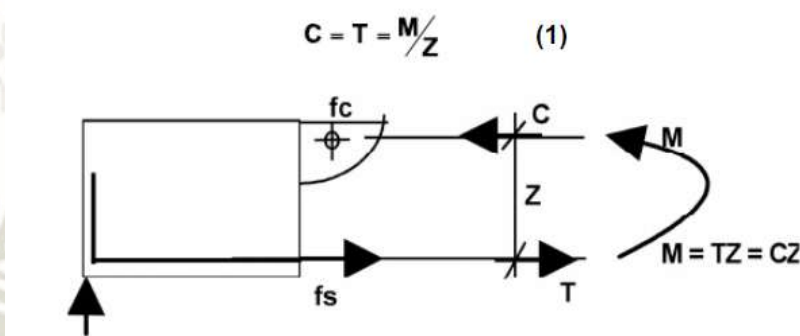 C = T = M/Z (1)
fc
C
M
Z
M = TZ = CZ
fs
T